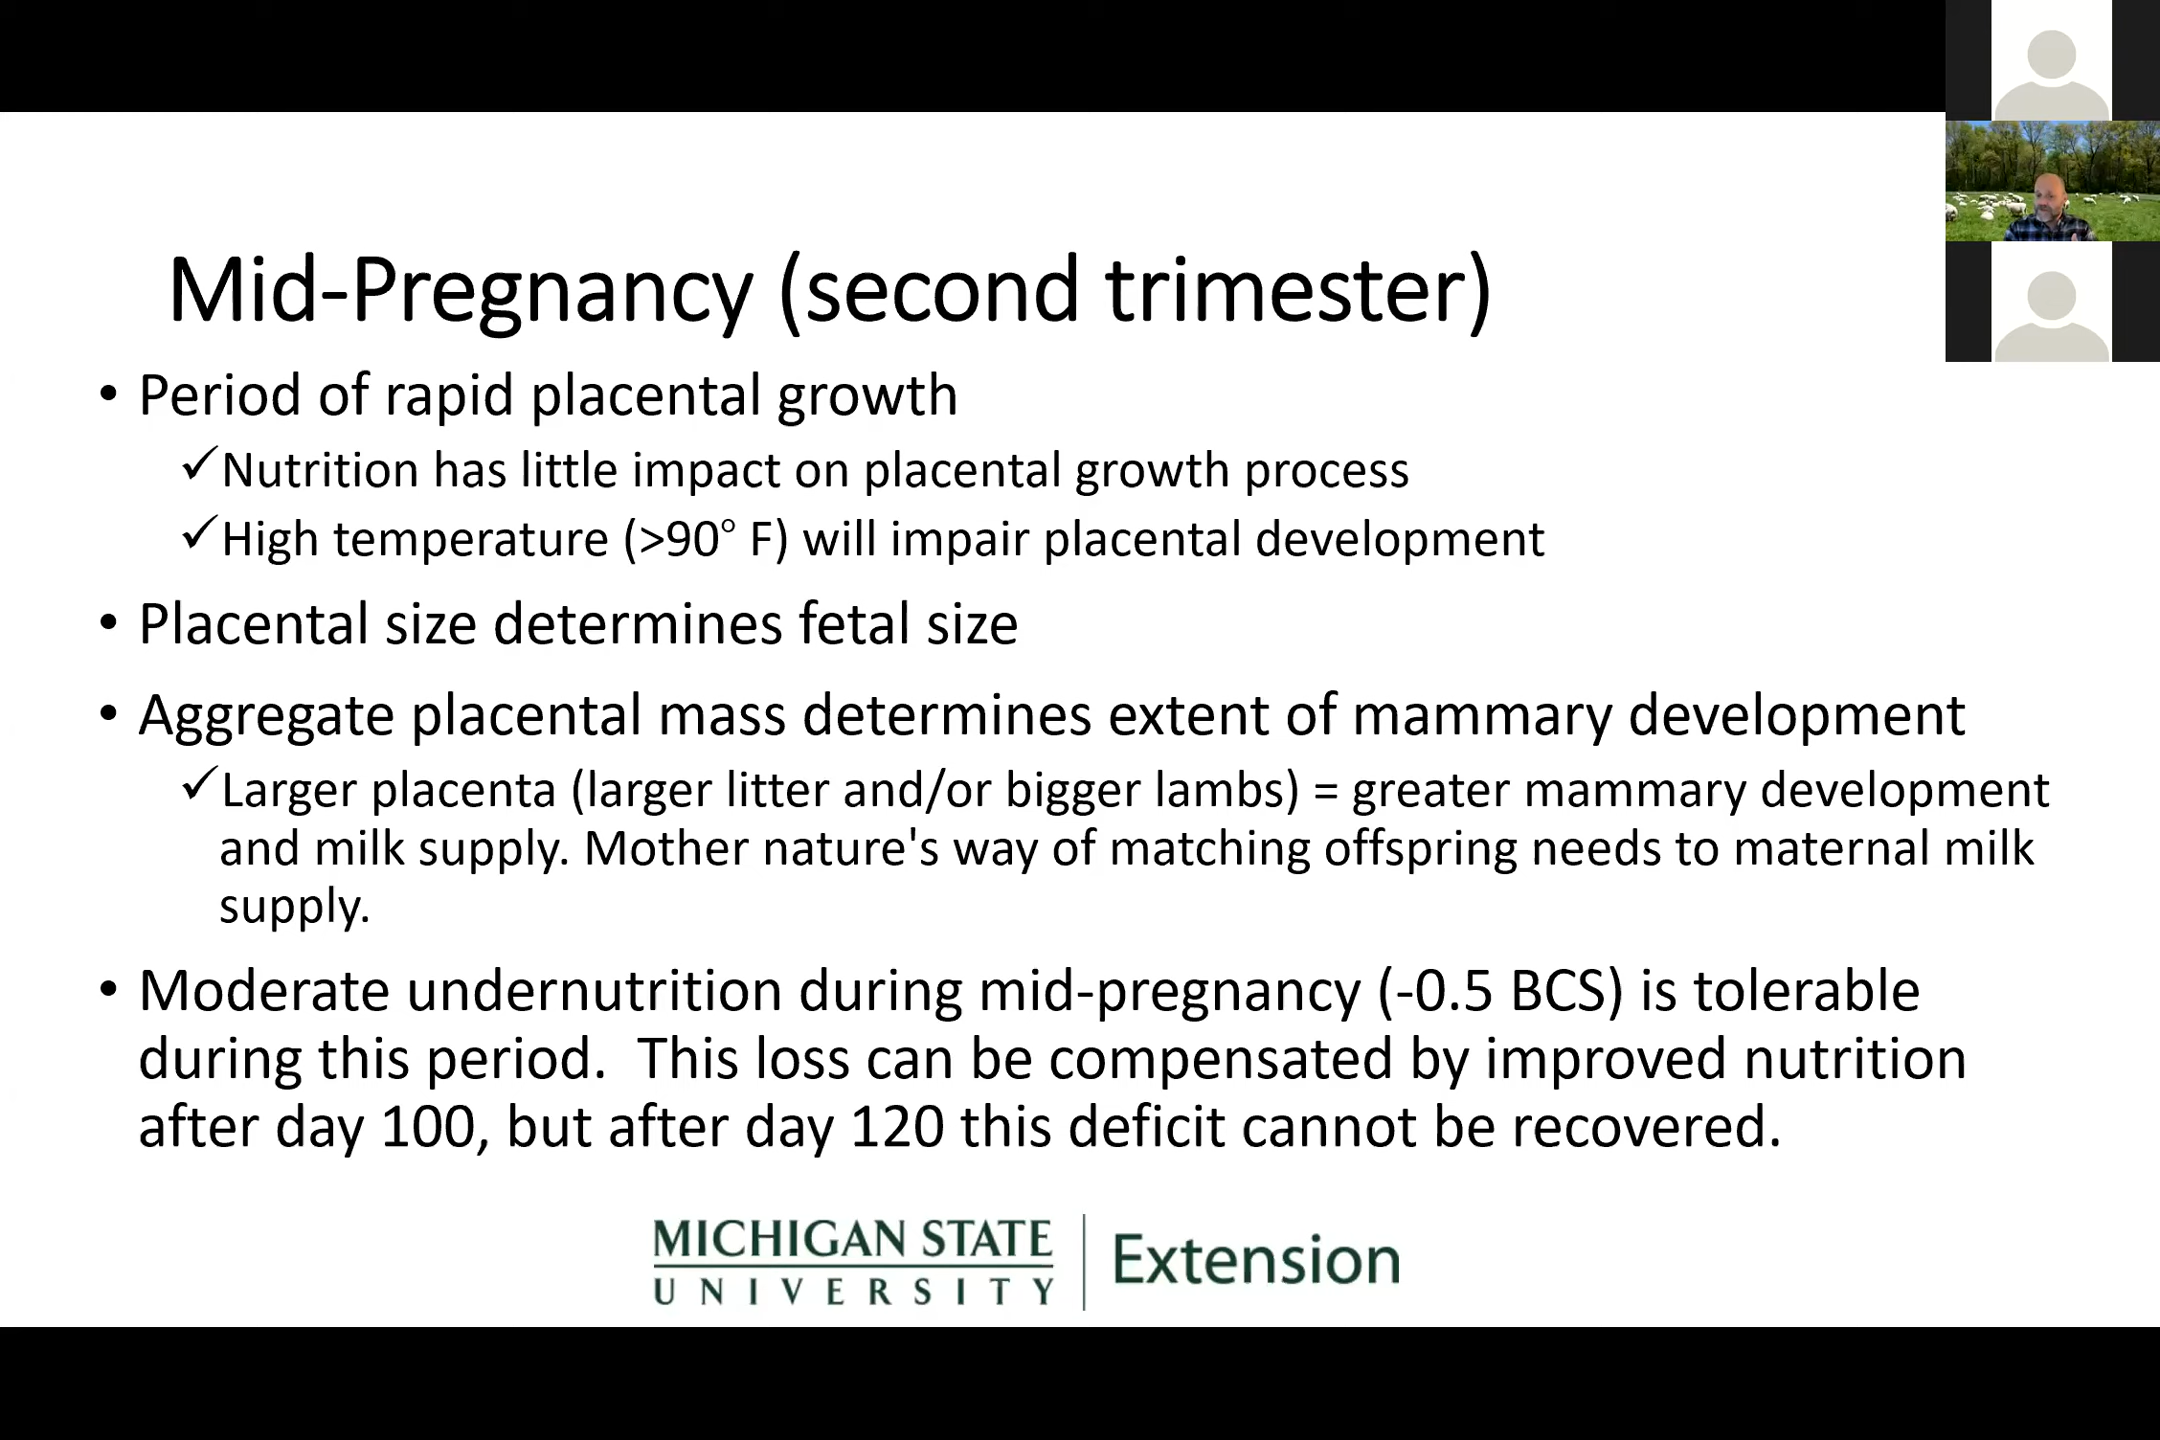 Mid-Pregnancy (second trimester)
• Period of rapid placental growth
✓Nutrition has little impact on placental growth process
✓High temperature (>90° F) will impair placental development
• Placental size determines fetal size
• Aggregate placental mass determines extent of mammary development
✓Larger placenta (larger litter and/or bigger lambs) = greater mammary development
and milk supply. Mother nature's way of matching offspring needs to maternal milk
supply.
• Moderate undernutrition during mid-pregnancy (-0.5 BCS) is tolerable
during this period.  This loss can be compensated by improved nutrition
after day 100, but after day 120 this deficit cannot be recovered.
MICHIGAN STATE
UNIVERSITY
Extension